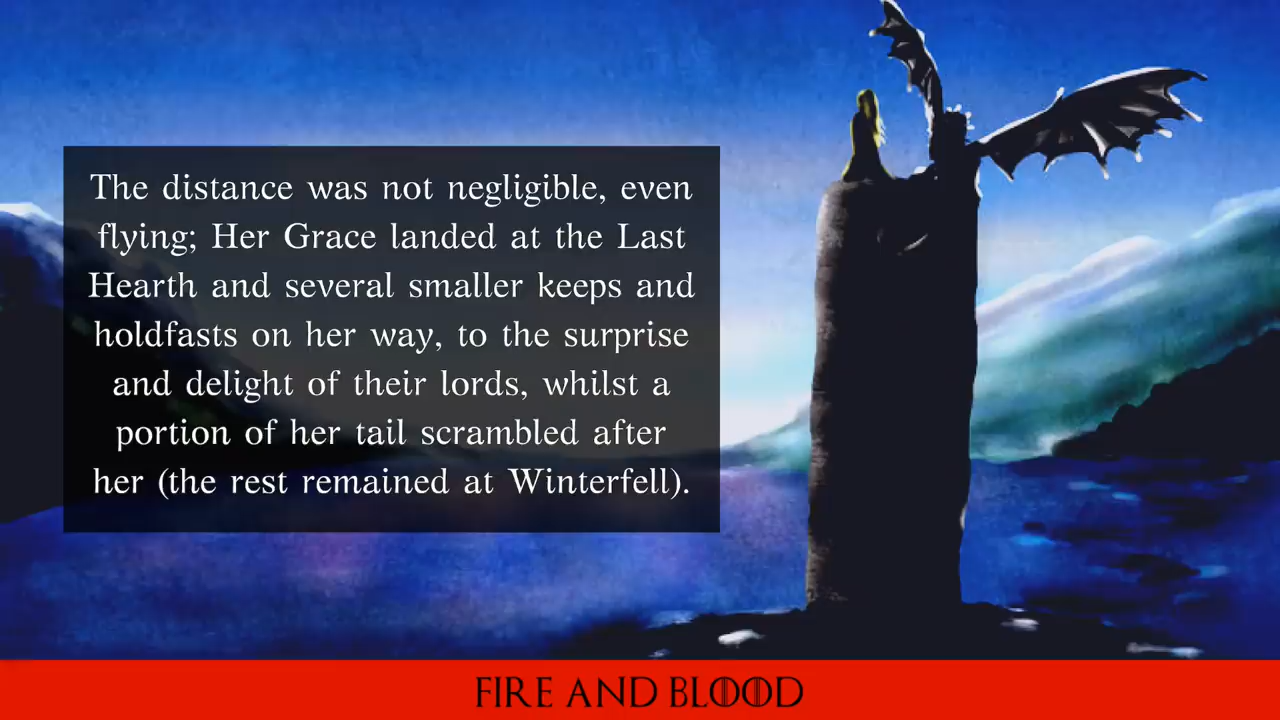 The distance was not negligible, even
flying; Her Grace landed at the Last
Hearth and several smaller keeps and
holdfasts on her way, to the surprise
and delight of their lords, whilst a
portion of her tail scrambled after
her (the rest remained at Winterfell).
FIRE AND BLOOD